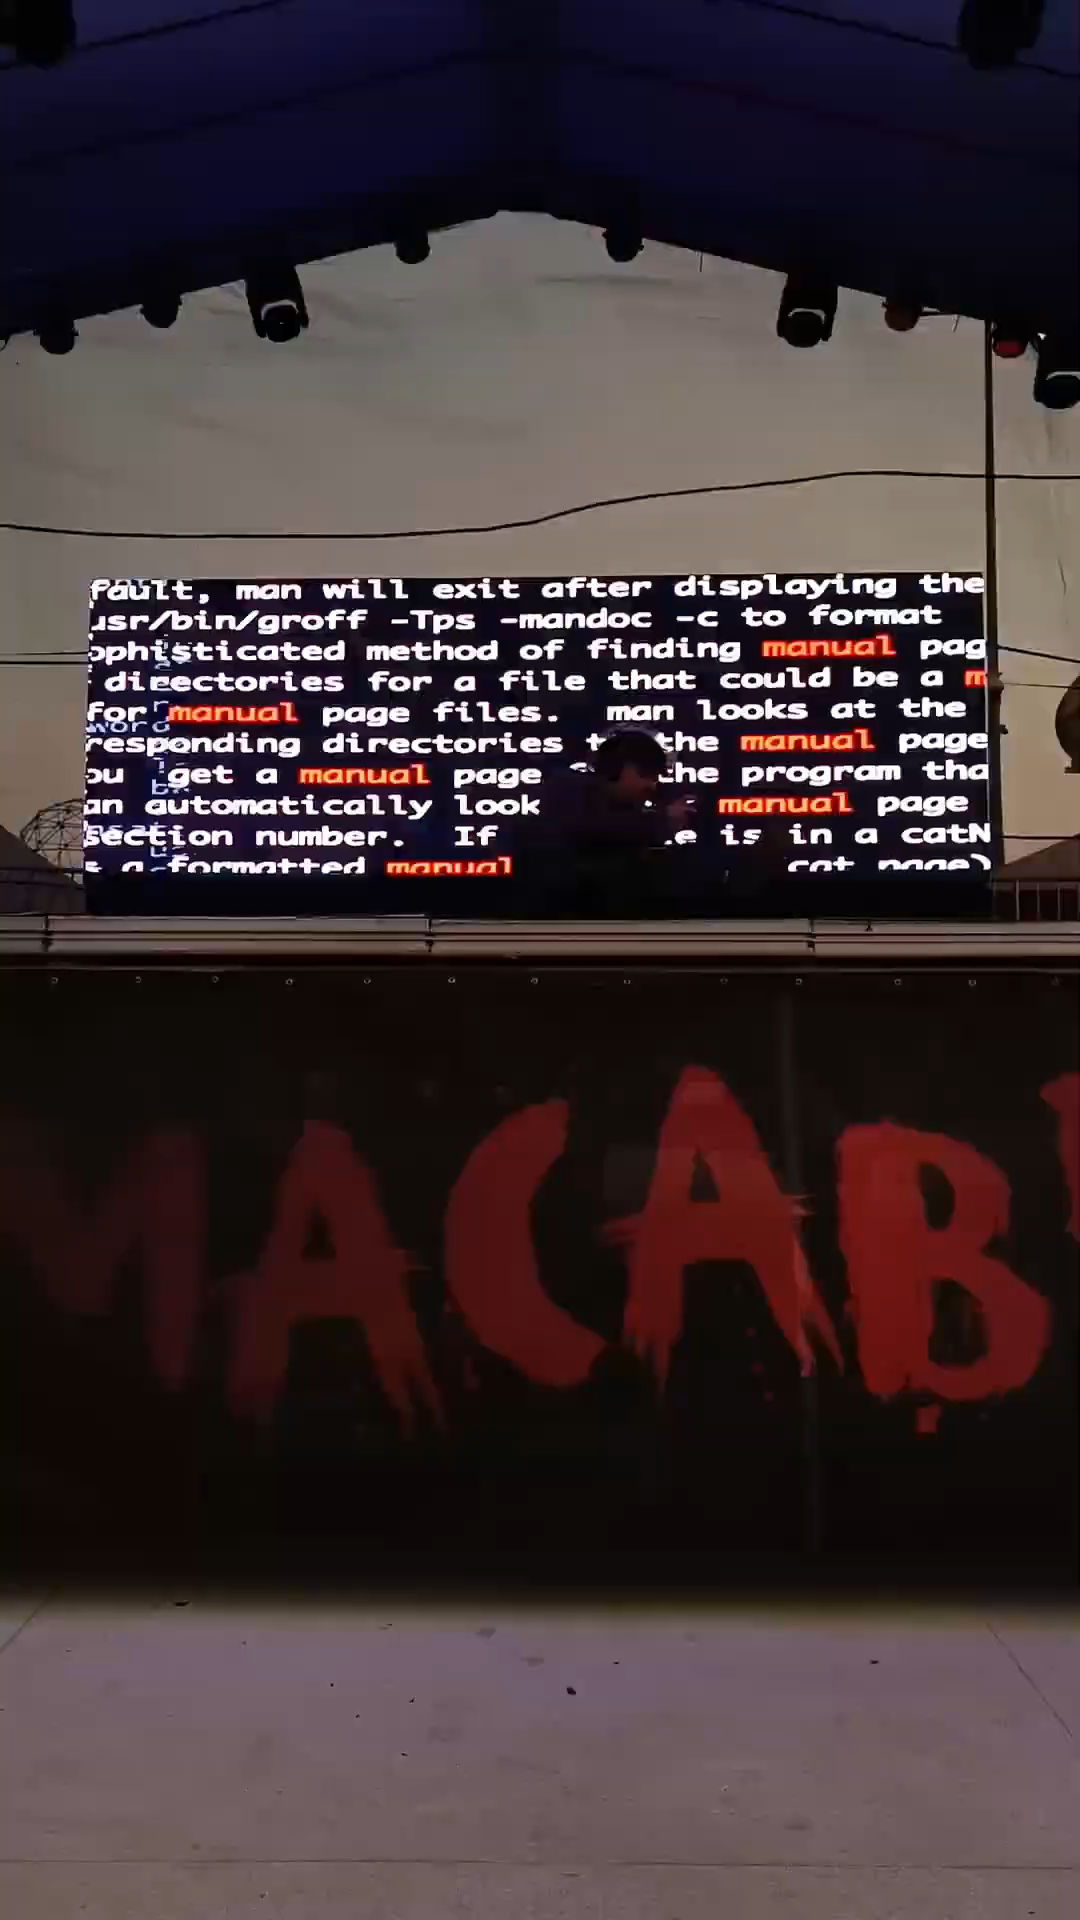 fault, man will exit after displaying the
usr/bin/groff -Tps -mandoc -c to format
ophisticated method of finding manual pag
directories for a file that could be a m
for manual page files. man looks at the
responding directories the manual page
ou get a manual page the program tha
an automatically look manual page
section number. If e is in a catN
s a formatted manual cat page)
MACAB